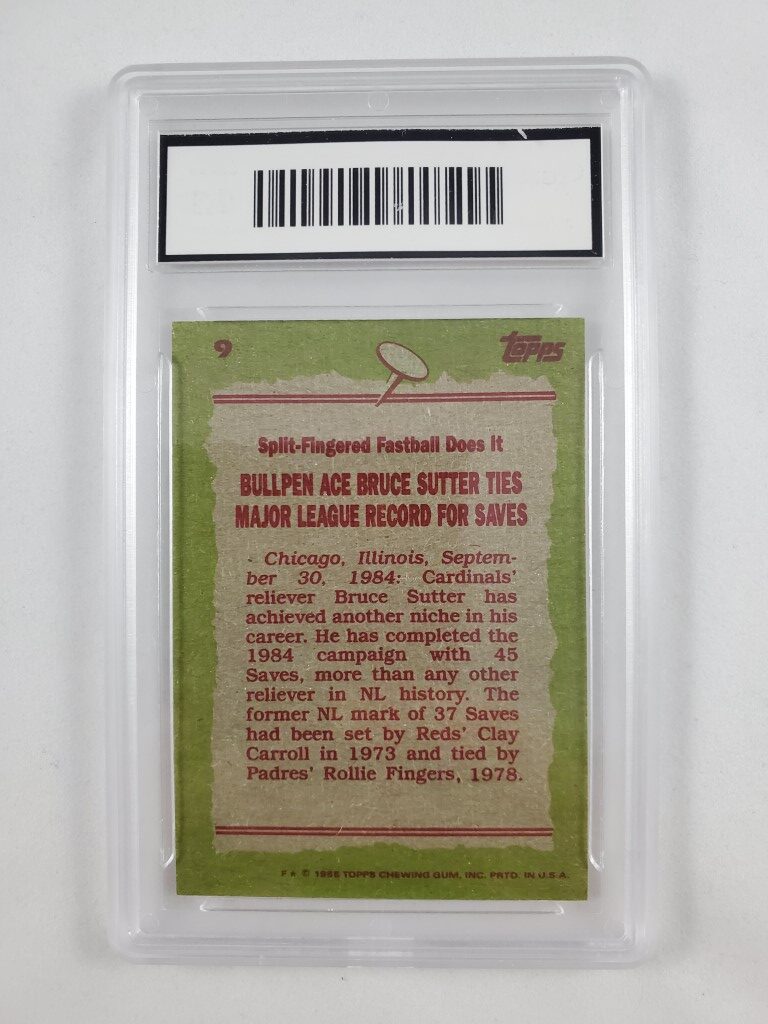 9
Topps
Split-Fingered Fastball Does It
BULLPEN ACE BRUCE SUTTER TIES
MAJOR LEAGUE RECORD FOR SAVES
Chicago, Illinois, Septem-
ber 30, 1984: Cardinals'
reliever Bruce Sutter has
achieved another niche in his
career. He has completed the
1984 campaign with 45
Saves, more than any other
reliever in NL history. The
former NL mark of 37 Saves
had been set by Reds' Clay
Carroll in 1973 and tied by
Padres' Rollie Fingers, 1978.
F★ © TOPPS CHEWING GUM, INC. PRTD. IN U.S.A.